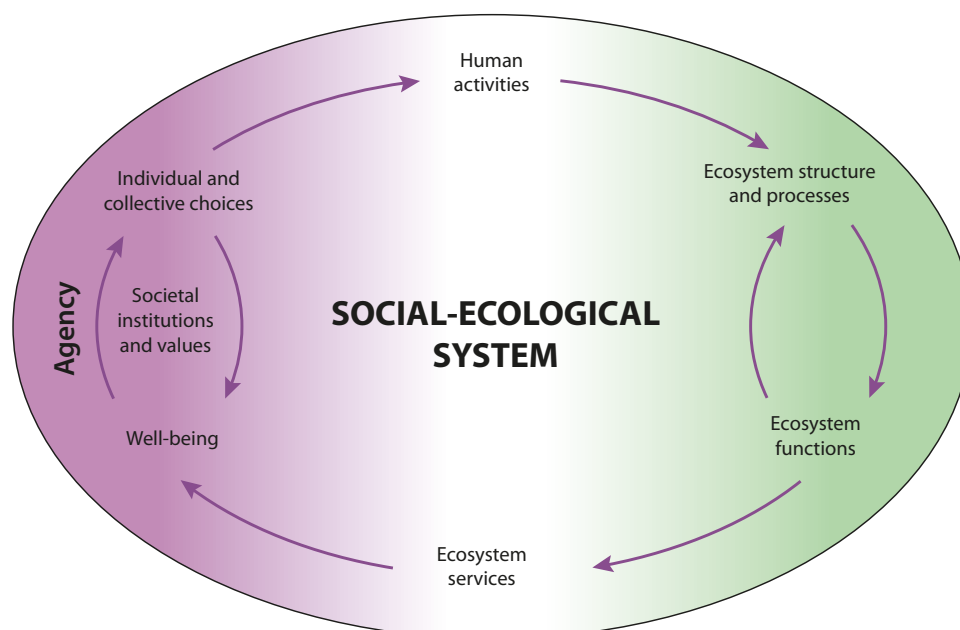 Human
activities
Individual and
collective choices
Ecosystem structure
and processes
Agency
Societal
institutions
and values
SOCIAL-ECOLOGICAL
SYSTEM
Well-being
Ecosystem
functions
Ecosystem
services